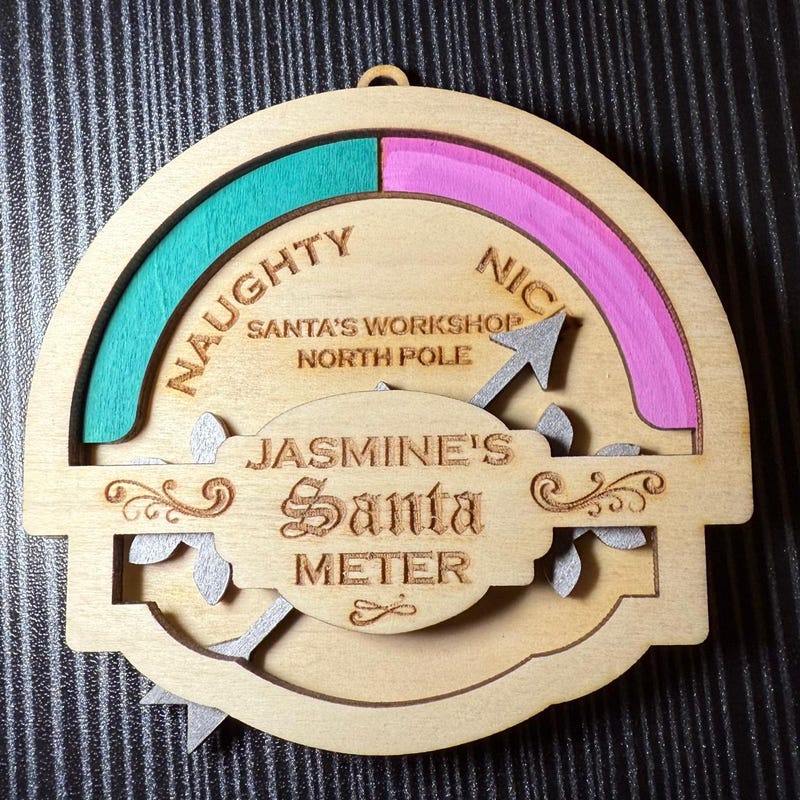 NAUGHTY
NIC
SANTA'S WORKSHOP
NORTH POLE
JASMINE'S
Santa
METER